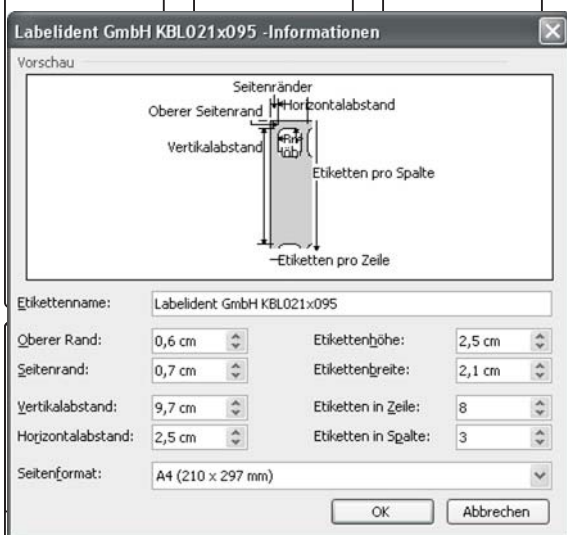 Labelident GmbH KBL021x095 -Informationen
Vorschau
Seitenränder
Oberer Seitenrand Horizontalabstand
Vertikalabstand
Etiketten pro Spalte
Etiketten pro Zeile
Etikettenname: Labelident GmbH KBL021x095
Oberer Rand: 0,6 cm Etikettenhöhe: 2,5 cm
Seitenrand: 0,7 cm Etikettenbreite: 2,1 cm
Vertikalabstand: 9,7 cm Etiketten in Zeile: 8
Horizontalabstand: 2,5 cm Etiketten in Spalte: 3
Seitenformat: A4 (210 x 297 mm)
OK Abbrechen